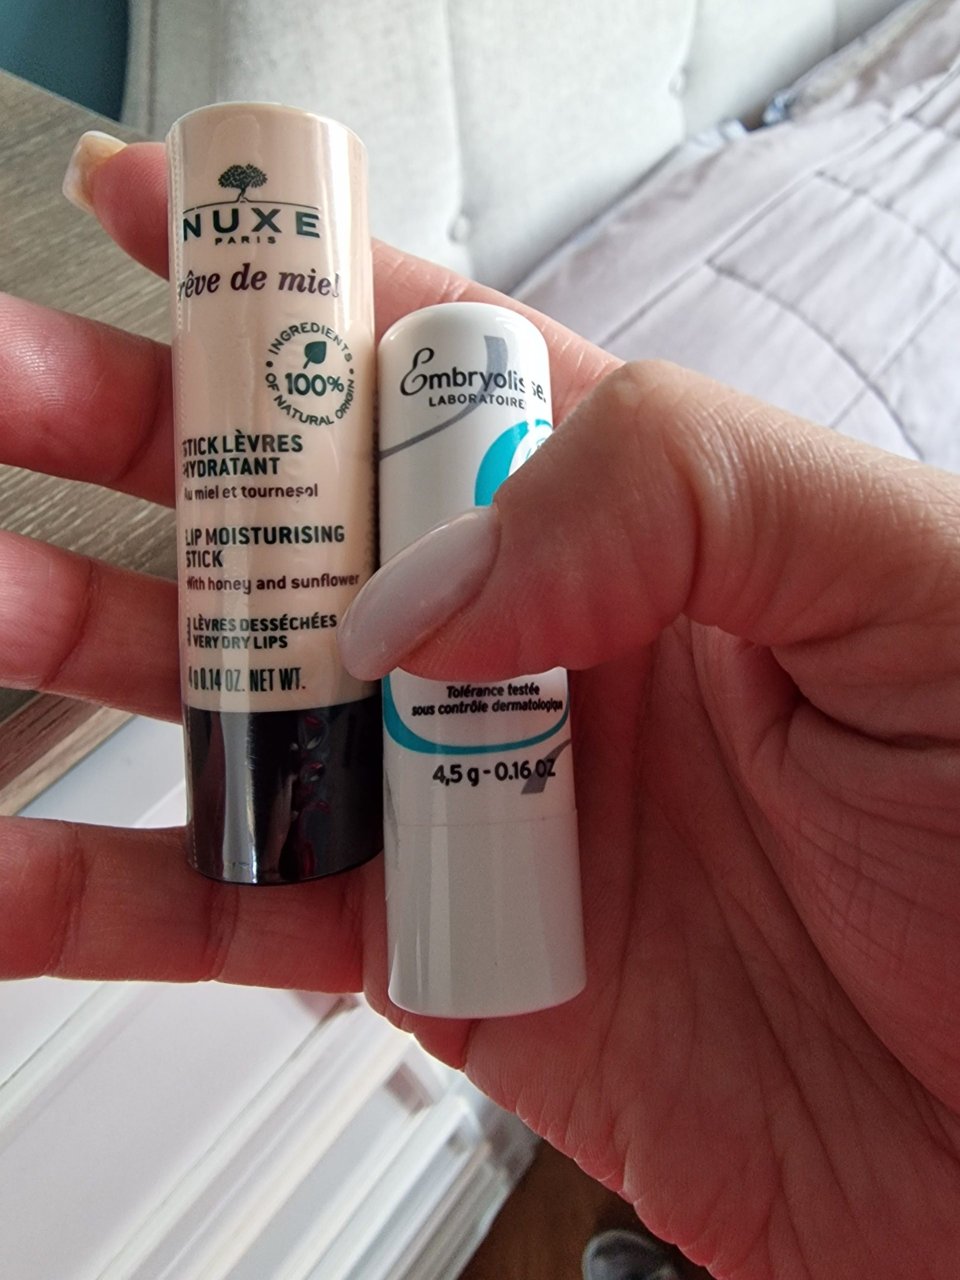 NUXE
PARIS
rêve de miel
INGREDIENTS
100%
OF NATURAL ORIGIN
STICK LÈVRES
HYDRATANT
Au miel et tournesol
LIP MOISTURISING
STICK
With honey and sunflower
LÈVRES DESSÉCHÉES
VERY DRY LIPS
4 g 0.14 OZ. NET WT.
Embryolisse
LABORATOIRE
Tolérance testée
sous contrôle dermatologique
4,5 g - 0.16 OZ